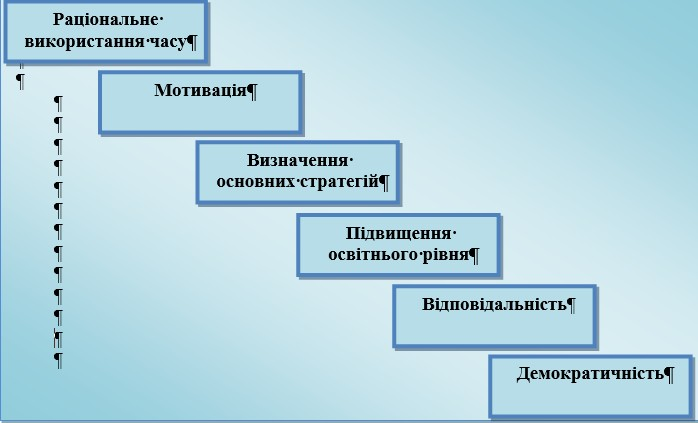 Раціональне
використання часу
Мотивація
Визначення
основних стратегій
Підвищення
освітнього рівня
Відповідальність
Демократичність